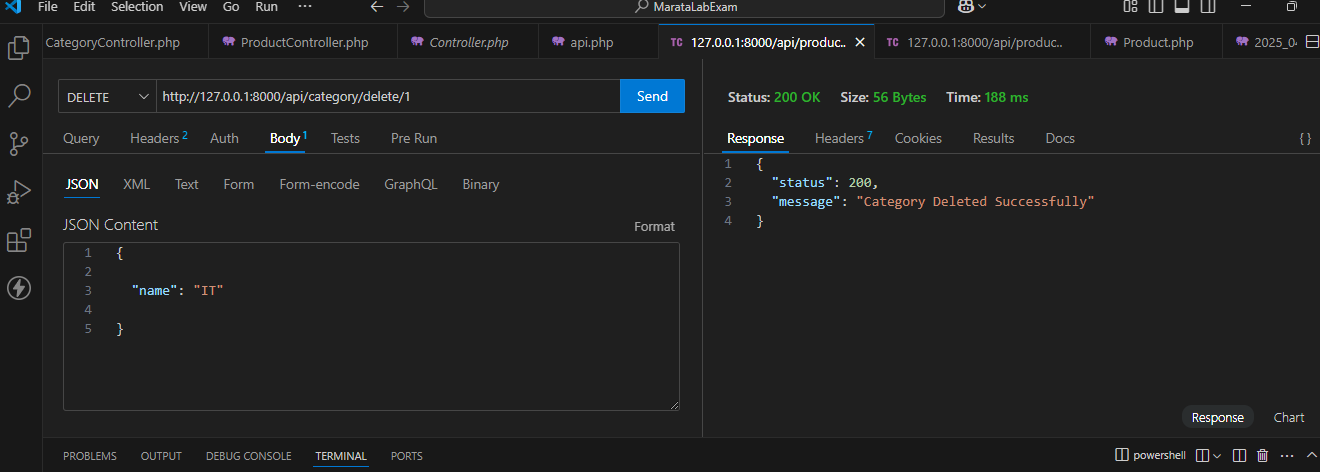 File Edit Selection View Go Run ··· MarataLabExam
CategoryController.php ProductController.php Controller.php api.php TC 127.0.0.1:8000/api/produc.. TC 127.0.0.1:8000/api/produc.. Product.php 2025_0
DELETE http://127.0.0.1:8000/api/category/delete/1 Send
Query Headers 2 Auth Body 1 Tests Pre Run
JSON XML Text Form Form-encode GraphQL Binary
JSON Content Format
1 {
2
3 "name": "IT"
4
5 }
Status: 200 OK Size: 56 Bytes Time: 188 ms
Response Headers 7 Cookies Results Docs { }
1 {
2 "status": 200,
3 "message": "Category Deleted Successfully"
4 }
Response Chart
PROBLEMS OUTPUT DEBUG CONSOLE TERMINAL PORTS powershell ···